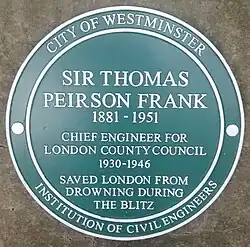 CITY OF WESTMINSTER
SIR THOMAS
PEIRSON FRANK
1881 - 1951
CHIEF ENGINEER FOR
LONDON COUNTY COUNCIL
1930-1946
SAVED LONDON FROM
DROWNING DURING
THE BLITZ
INSTITUTION OF CIVIL ENGINEERS